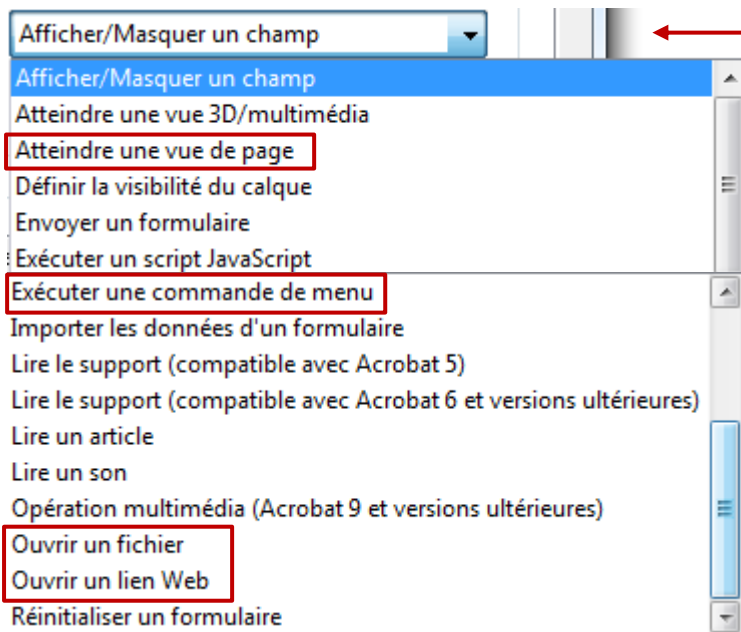 Afficher/Masquer un champ
Afficher/Masquer un champ
Atteindre une vue 3D/multimédia
Atteindre une vue de page
Définir la visibilité du calque
Envoyer un formulaire
Exécuter un script JavaScript
Exécuter une commande de menu
Importer les données d'un formulaire
Lire le support (compatible avec Acrobat 5)
Lire le support (compatible avec Acrobat 6 et versions ultérieures)
Lire un article
Lire un son
Opération multimédia (Acrobat 9 et versions ultérieures)
Ouvrir un fichier
Ouvrir un lien Web
Réinitialiser un formulaire